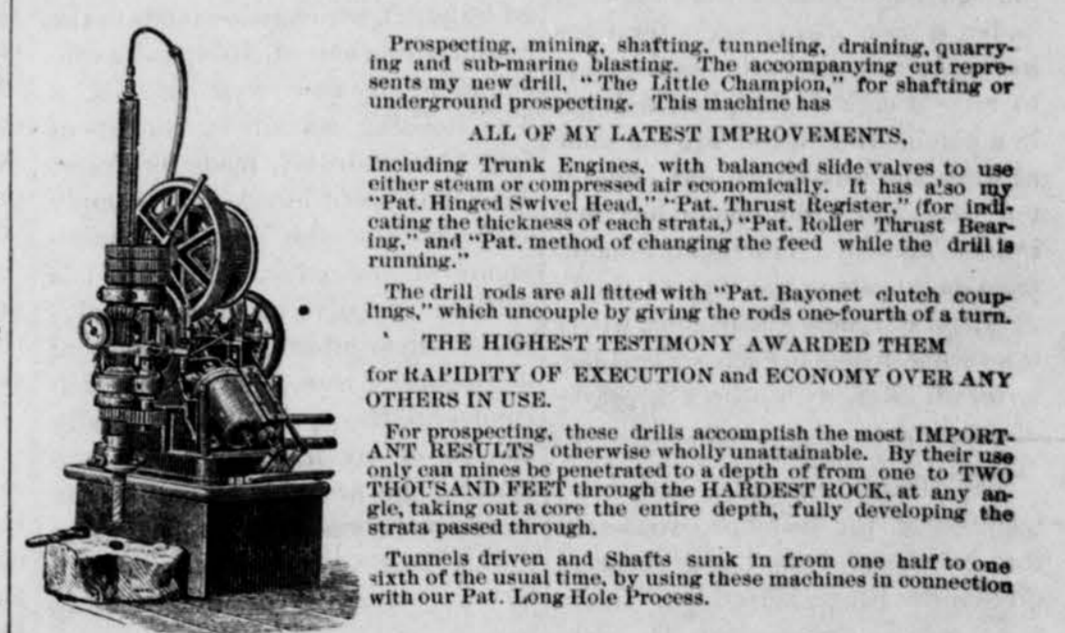 Prospecting, mining, shafting, tunneling, draining, quarry-
ing and sub-marine blasting. The accompanying cut repre-
sents my new drill, "The Little Champion," for shafting or
underground prospecting. This machine has
ALL OF MY LATEST IMPROVEMENTS,
Including Trunk Engines, with balanced slide valves to use
either steam or compressed air economically. It has a'so my
"Pat. Hinged Swivel Head," "Pat. Thrust Register," (for indi-
cating the thickness of each strata,) "Pat. Roller Thrust Bear-
ing," and "Pat. method of changing the feed while the drill is
running."
The drill rods are all fitted with "Pat. Bayonet clutch coup-
lings," which uncouple by giving the rods one-fourth of a turn.
THE HIGHEST TESTIMONY AWARDED THEM
for RAPIDITY OF EXECUTION and ECONOMY OVER ANY
OTHERS IN USE.
For prospecting, these drills accomplish the most IMPORT-
ANT RESULTS otherwise wholly unattainable. By their use
only can mines be penetrated to a depth of from one to TWO
THOUSAND FEET through the HARDEST ROCK, at any an-
gle, taking out a core the entire depth, fully developing the
strata passed through.
Tunnels driven and Shafts sunk in from one half to one
sixth of the usual time, by using these machines in connection
with our Pat. Long Hole Process.